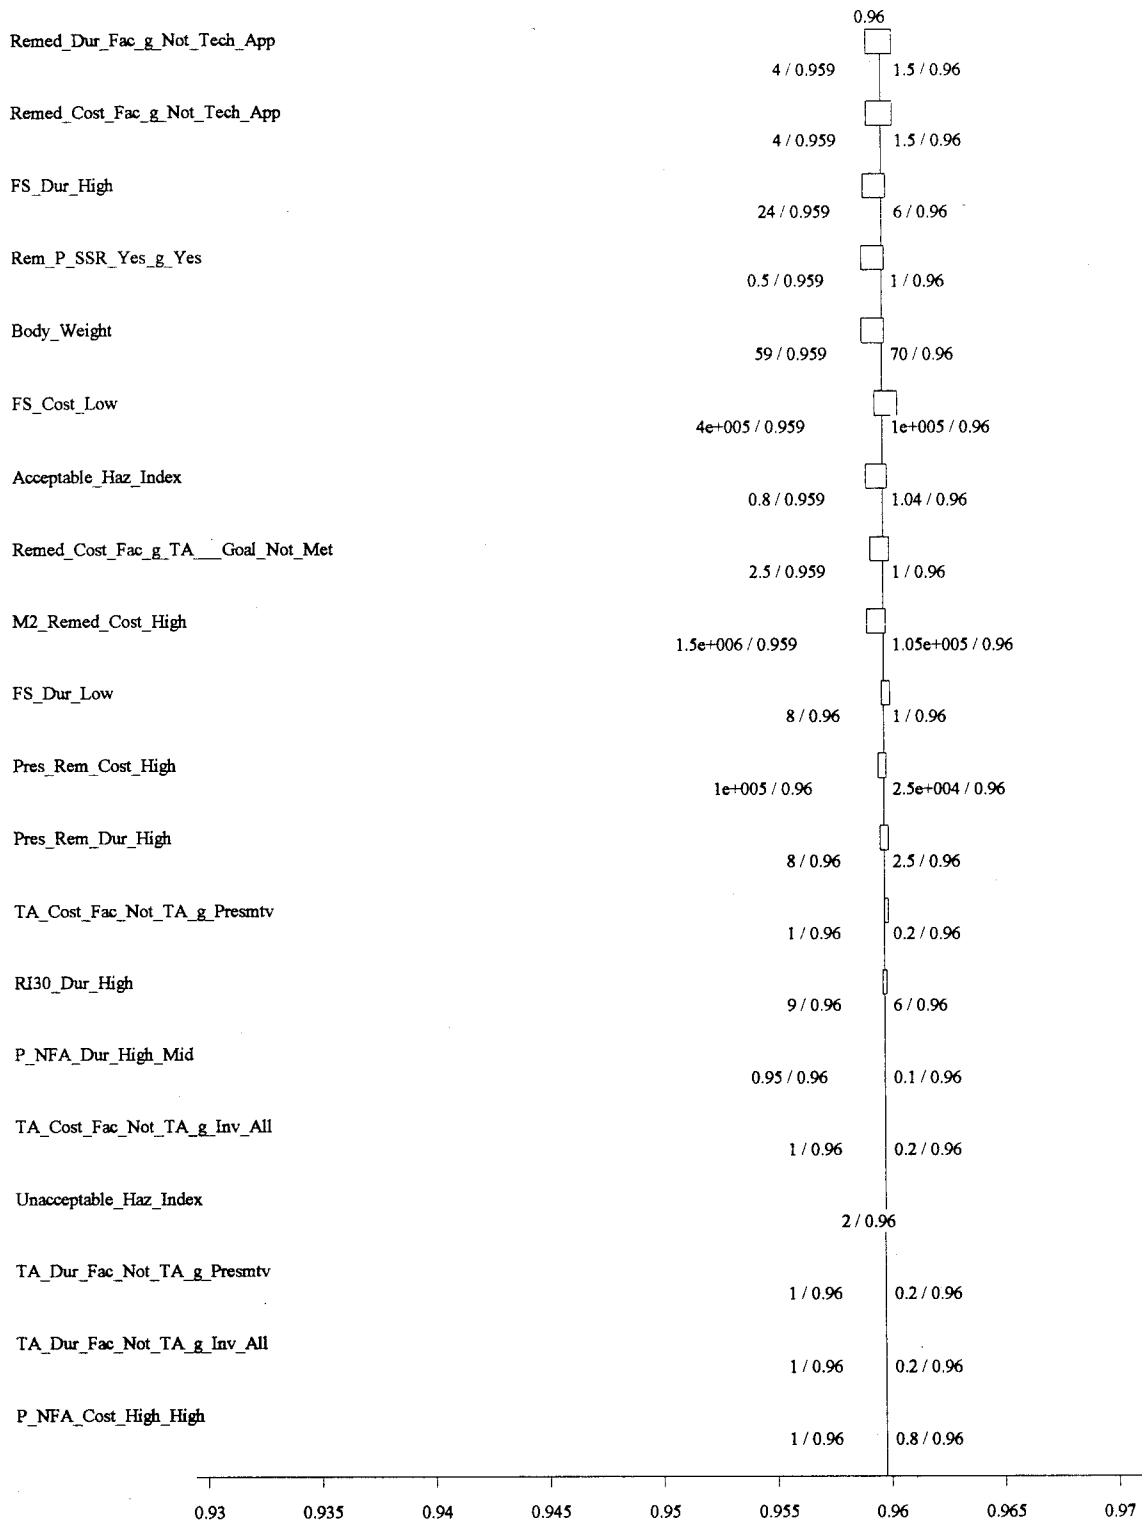 0.96
Remed_Dur_Fac_g_Not_Tech_App
4 / 0.959 1.5 / 0.96
Remed_Cost_Fac_g_Not_Tech_App
4 / 0.959 1.5 / 0.96
FS_Dur_High
24 / 0.959 6 / 0.96
Rem_P_SSR_Yes_g_Yes
0.5 / 0.959 1 / 0.96
Body_Weight
59 / 0.959 70 / 0.96
FS_Cost_Low
4e+005 / 0.959 1e+005 / 0.96
Acceptable_Haz_Index
0.8 / 0.959 1.04 / 0.96
Remed_Cost_Fac_g_TA___Goal_Not_Met
2.5 / 0.959 1 / 0.96
M2_Remed_Cost_High
1.5e+006 / 0.959 1.05e+005 / 0.96
FS_Dur_Low
8 / 0.96 1 / 0.96
Pres_Rem_Cost_High
1e+005 / 0.96 2.5e+004 / 0.96
Pres_Rem_Dur_High
8 / 0.96 2.5 / 0.96
TA_Cost_Fac_Not_TA_g_Presmtv
1 / 0.96 0.2 / 0.96
RI30_Dur_High
9 / 0.96 6 / 0.96
P_NFA_Dur_High_Mid
0.95 / 0.96 0.1 / 0.96
TA_Cost_Fac_Not_TA_g_Inv_All
1 / 0.96 0.2 / 0.96
Unacceptable_Haz_Index
2 / 0.96
TA_Dur_Fac_Not_TA_g_Presmtv
1 / 0.96 0.2 / 0.96
TA_Dur_Fac_Not_TA_g_Inv_All
1 / 0.96 0.2 / 0.96
P_NFA_Cost_High_High
1 / 0.96 0.8 / 0.96
0.93 0.935 0.94 0.945 0.95 0.955 0.96 0.965 0.97